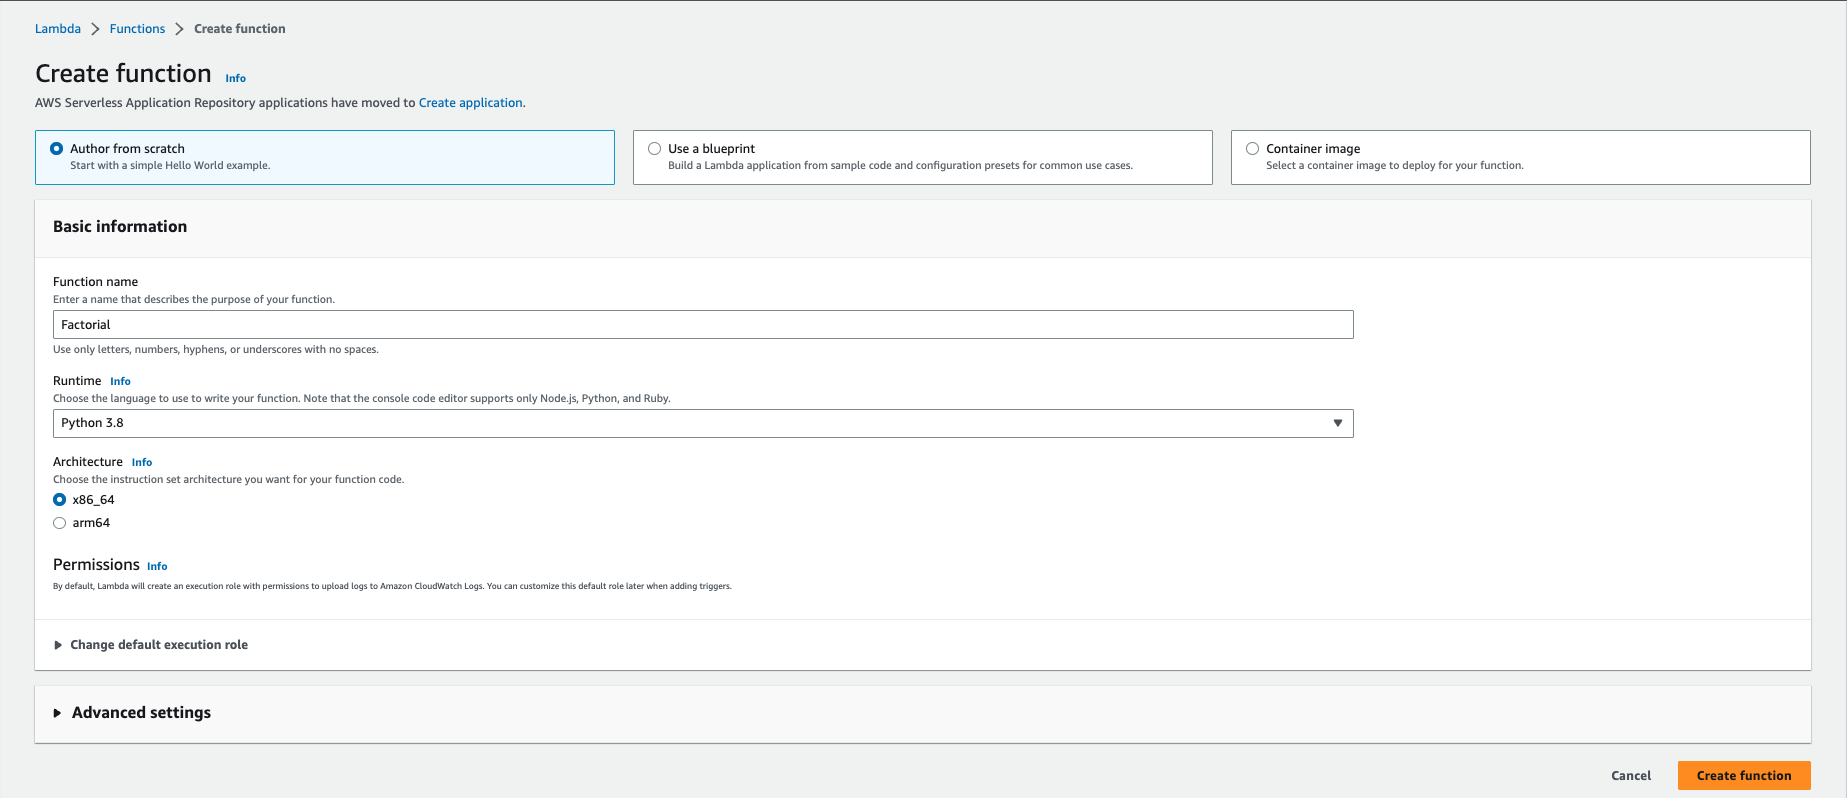 Lambda > Functions > Create function
Create function Info
AWS Serverless Application Repository applications have moved to Create application.
Author from scratch
Start with a simple Hello World example.
Use a blueprint
Build a Lambda application from sample code and configuration presets for common use cases.
Container image
Select a container image to deploy for your function.
Basic information
Function name
Enter a name that describes the purpose of your function.
Factorial
Use only letters, numbers, hyphens, or underscores with no spaces.
Runtime Info
Choose the language to use to write your function. Note that the console code editor supports only Node.js, Python, and Ruby.
Python 3.8
Architecture Info
Choose the instruction set architecture you want for your function code.
x86_64
arm64
Permissions Info
By default, Lambda will create an execution role with permissions to upload logs to Amazon CloudWatch Logs. You can customize this default role later when adding triggers.
Change default execution role
Advanced settings
Cancel Create function